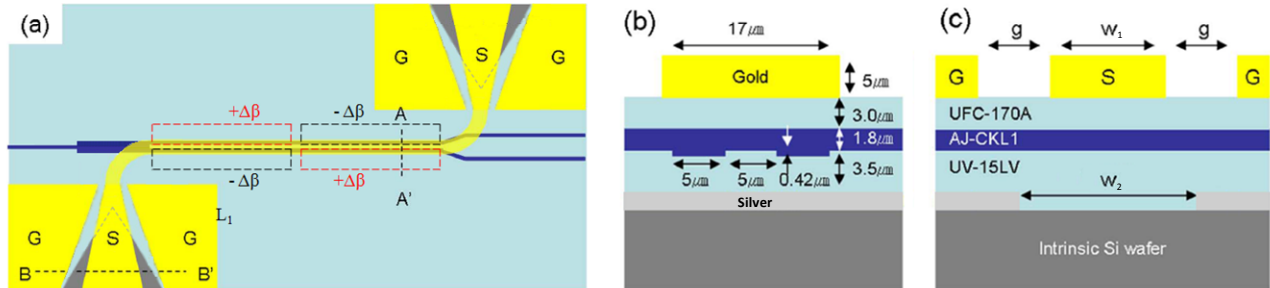 (a)
G
S
G
+Δβ
- Δβ
A
- Δβ
+Δβ
A'
L1
G
S
G
B
B'
(b)
17㎛
Gold
5㎛
3.0㎛
1.8㎛
5㎛
5㎛
0.42㎛
3.5㎛
Silver
(c)
g
w1
g
G
S
G
UFC-170A
AJ-CKL1
UV-15LV
w2
Intrinsic Si wafer